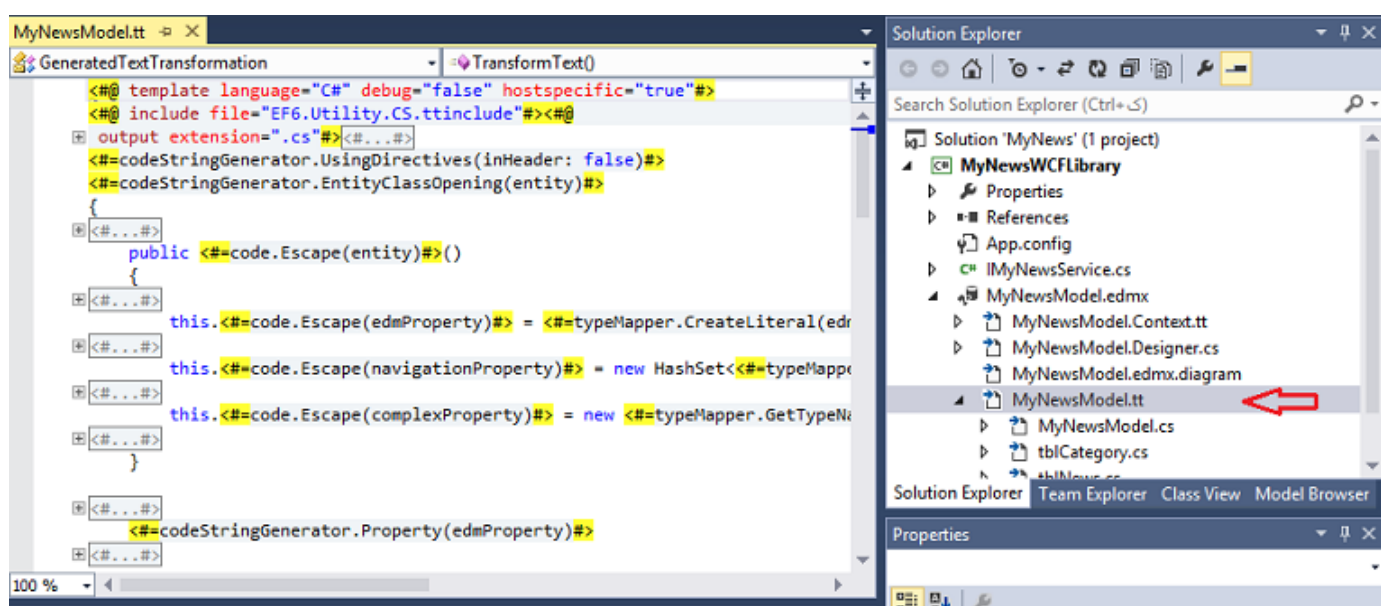 MyNewsModel.tt
GeneratedTextTransformation
TransformText()
<#@ template language="C#" debug="false" hostspecific="true"#>
<#@ include file="EF6.Utility.CS.ttinclude"#><#@
output extension=".cs"#><#...#>
<#=codeStringGenerator.UsingDirectives(inHeader: false)#>
<#=codeStringGenerator.EntityClassOpening(entity)#>
{
<#...#>
public <#=code.Escape(entity)#>()
{
<#...#>
this.<#=code.Escape(edmProperty)#> = <#=typeMapper.CreateLiteral(edm
<#...#>
this.<#=code.Escape(navigationProperty)#> = new HashSet<<#=typeMappe
<#...#>
this.<#=code.Escape(complexProperty)#> = new <#=typeMapper.GetTypeNa
<#...#>
}
<#...#>
<#=codeStringGenerator.Property(edmProperty)#>
<#...#>
100 %
Solution Explorer
Search Solution Explorer (Ctrl+ک)
Solution 'MyNews' (1 project)
MyNewsWCFLibrary
Properties
References
App.config
IMyNewsService.cs
MyNewsModel.edmx
MyNewsModel.Context.tt
MyNewsModel.Designer.cs
MyNewsModel.edmx.diagram
MyNewsModel.tt
MyNewsModel.cs
tblCategory.cs
tblNews.cs
Solution Explorer Team Explorer Class View Model Browser
Properties